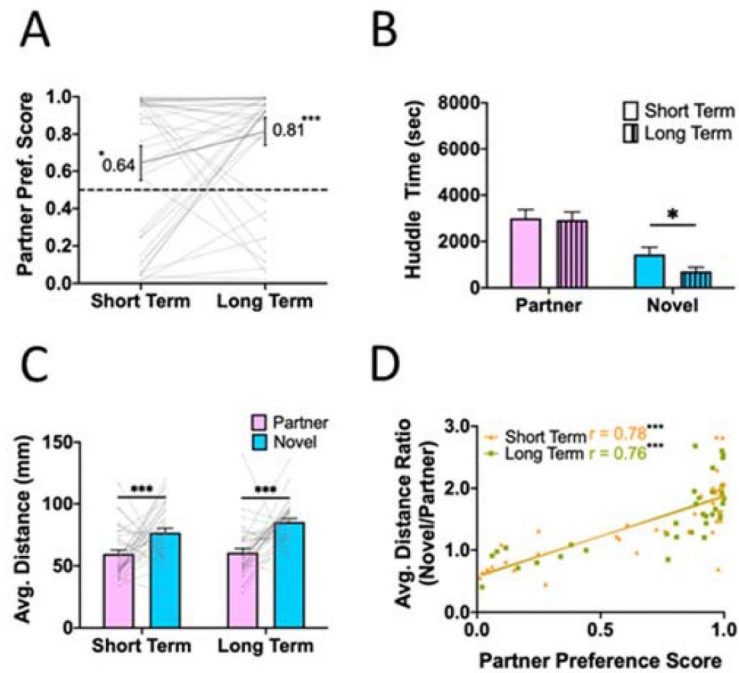 A
Partner Pref. Score
1.0
0.8
0.6
0.4
0.2
0.0
*0.64
0.81***
Short Term
Long Term
B
Huddle Time (sec)
8000
6000
4000
2000
0
Short Term
Long Term
*
Partner
Novel
C
Avg. Distance (mm)
150
100
50
0
Partner
Novel
***
***
Short Term
Long Term
D
Avg. Distance Ratio
(Novel/Partner)
3.0
2.0
1.0
0.0
Short Term r = 0.78***
Long Term r = 0.76***
0.0
0.5
1.0
Partner Preference Score